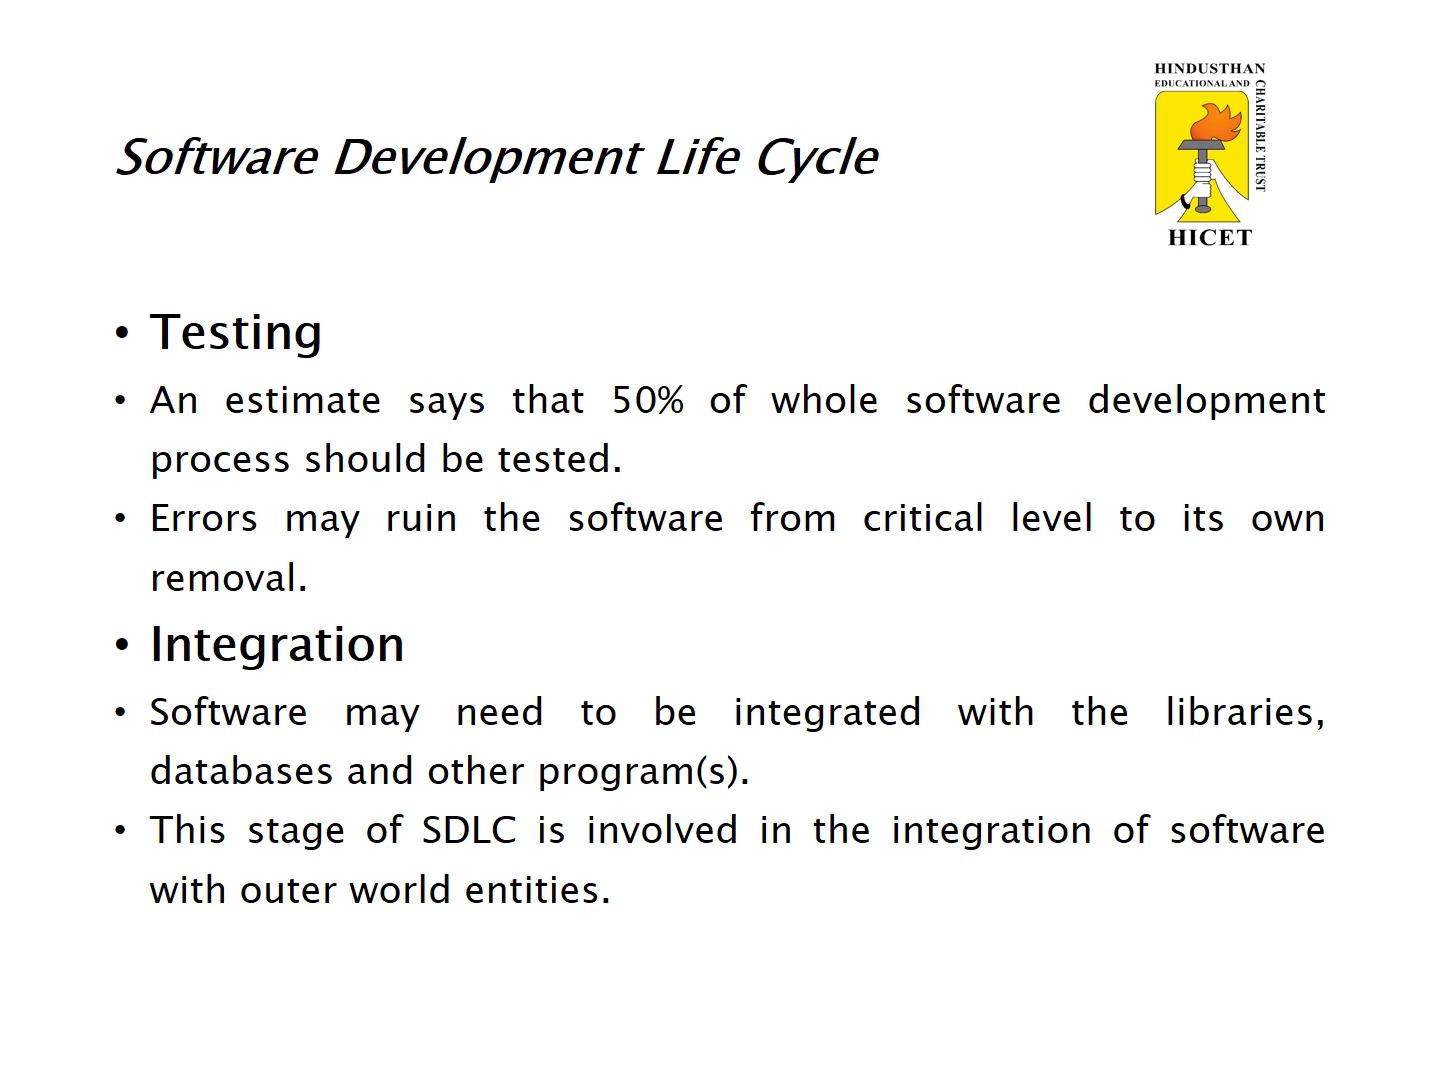 HINDUSTHAN
EDUCATIONAL AND
CHARITABLE TRUST
HICET
Software Development Life Cycle
• Testing
• An estimate says that 50% of whole software development
process should be tested.
• Errors may ruin the software from critical level to its own
removal.
• Integration
• Software may need to be integrated with the libraries,
databases and other program(s).
• This stage of SDLC is involved in the integration of software
with outer world entities.